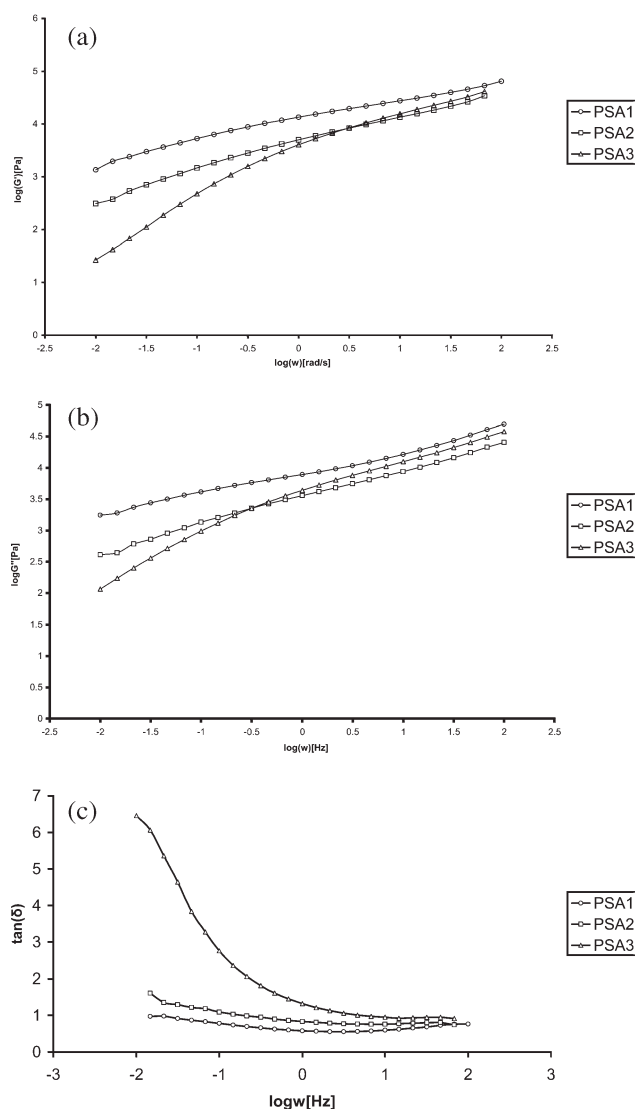 (a)
6
5
4
3
2
1
0
-2.5 -2 -1.5 -1 -0.5 0 0.5 1 1.5 2 2.5
log(G')[Pa]
log(w)[rad/s]
PSA1
PSA2
PSA3
(b)
5
4.5
4
3.5
3
2.5
2
1.5
1
0.5
0
-2.5 -2 -1.5 -1 -0.5 0 0.5 1 1.5 2 2.5
logG''[Pa]
log(w)[Hz]
PSA1
PSA2
PSA3
(c)
7
6
5
4
3
2
1
0
-3 -2 -1 0 1 2 3
tan(δ)
logw[Hz]
PSA1
PSA2
PSA3